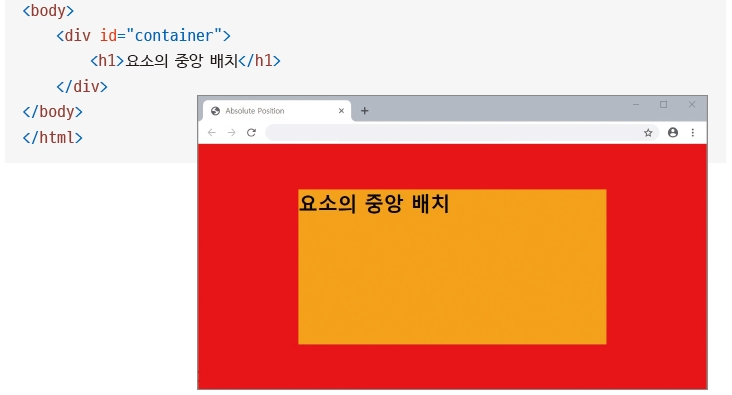 <body>
<div id="container">
<h1>요소의 중앙 배치</h1>
</div>
</body>
</html>
Absolute Position
요소의 중앙 배치